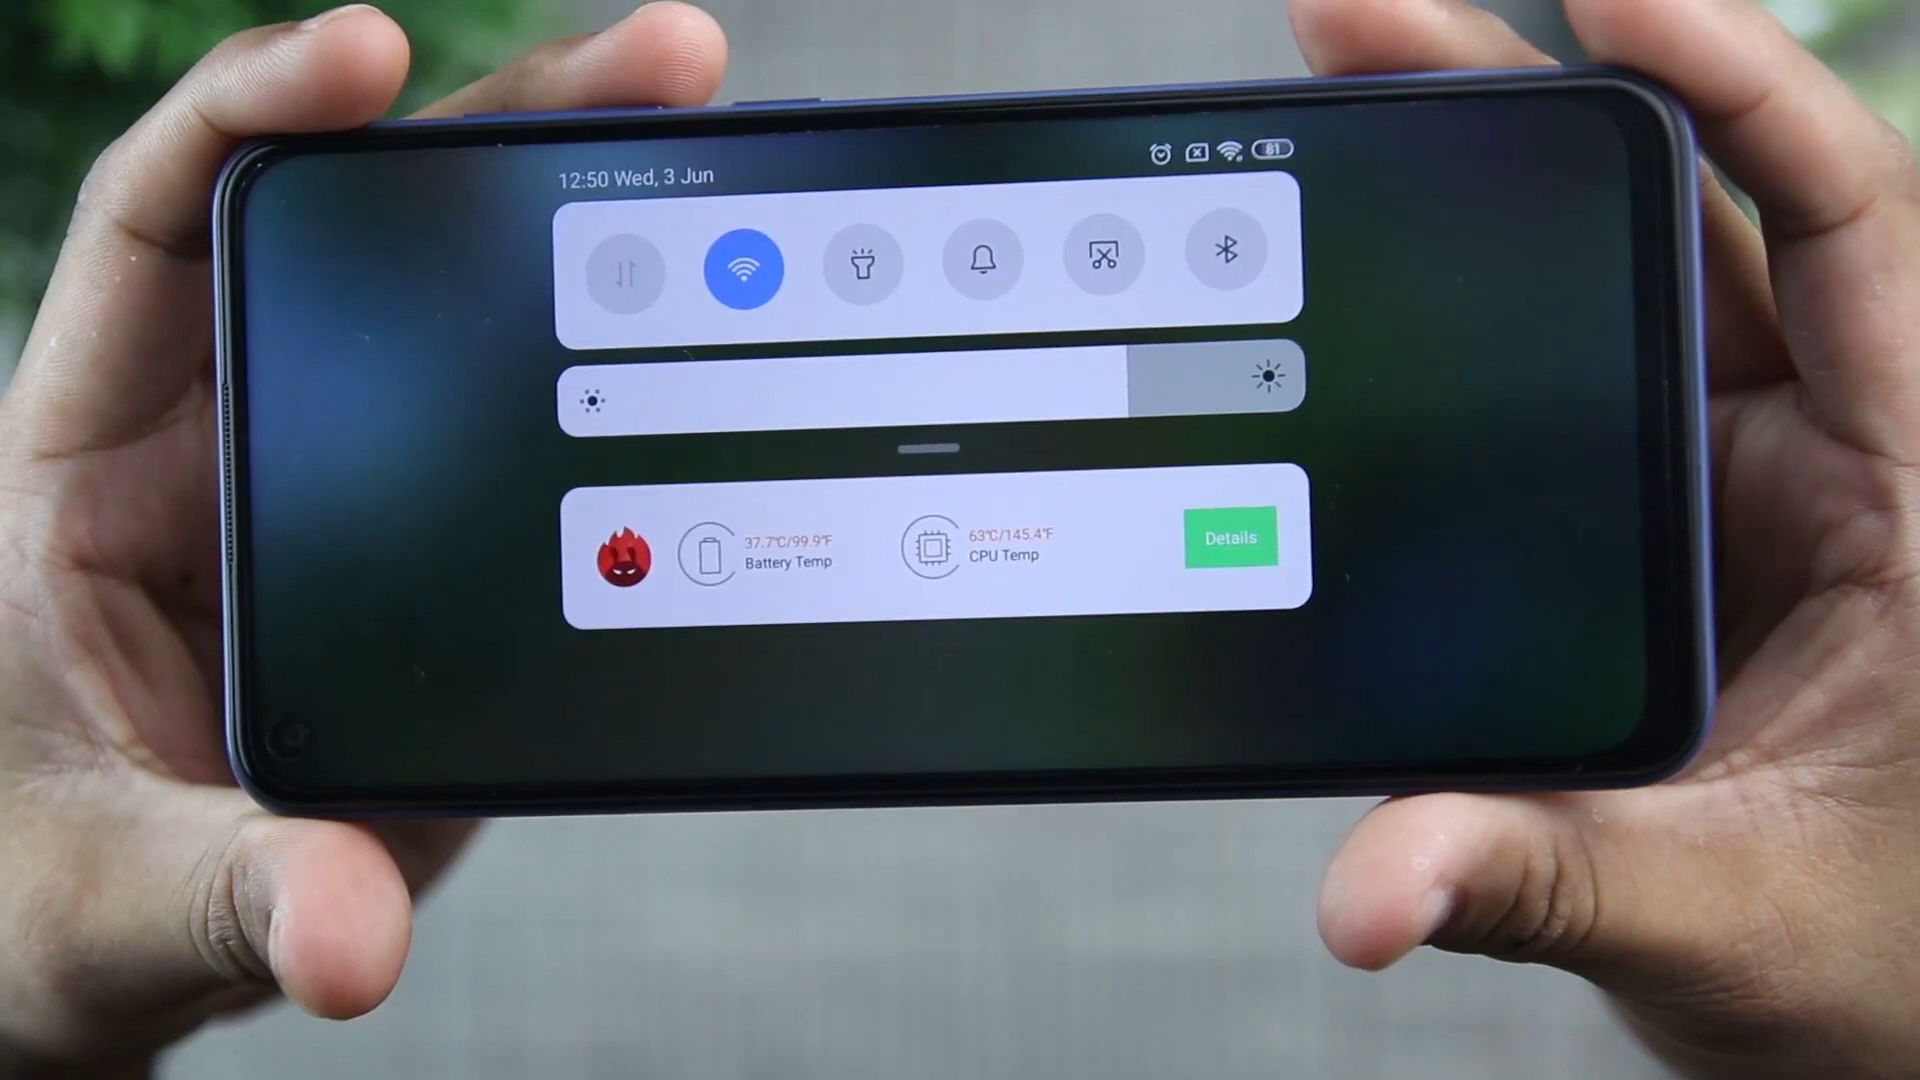 12:50 Wed, 3 Jun
81
37.7℃/99.9℉
Battery Temp
63℃/145.4℉
CPU Temp
Details